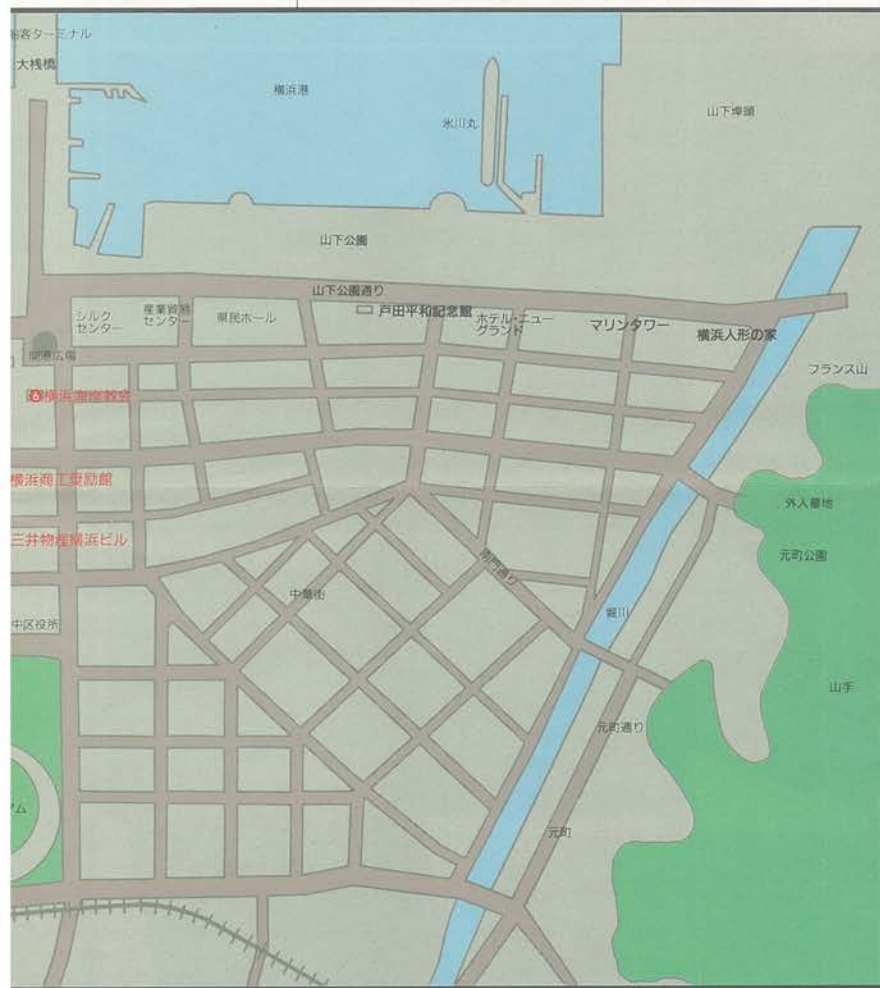 客ターミナル
大桟橋
横浜港
氷川丸
山下埠頭
山下公園
山下公園通り
シルク
センター
産業貿易
センター
県民ホール
戸田平和記念館
ホテル・ニュー
グランド
マリンタワー
横浜人形の家
開港広場
フランス山
6横浜海岸教会
横浜商工奨励館
外人墓地
三井物産横浜ビル
元町公園
南門通り
中華街
堀川
中区役所
山手
元町通り
アム
元町